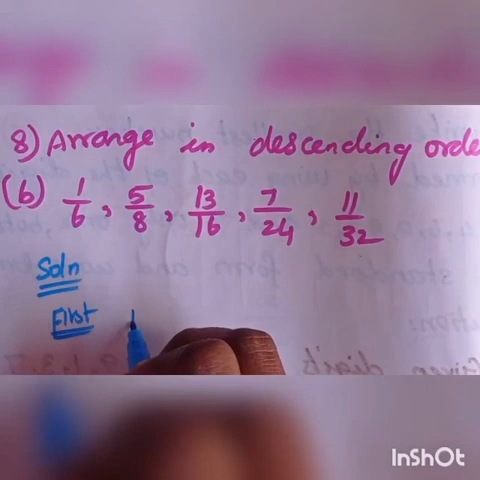 8) Arrange in descending orde
(b) 1/6, 5/8, 13/16, 7/24, 11/32
Soln
First
InShOt